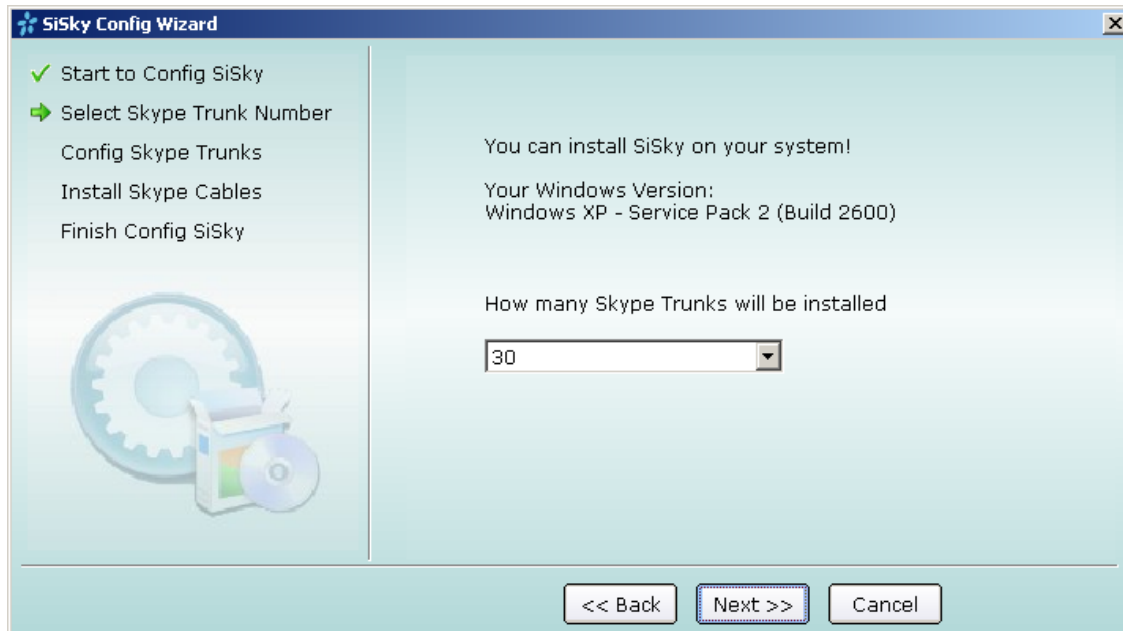 SiSky Config Wizard
Start to Config SiSky
Select Skype Trunk Number
Config Skype Trunks
Install Skype Cables
Finish Config SiSky
You can install SiSky on your system!
Your Windows Version:
Windows XP - Service Pack 2 (Build 2600)
How many Skype Trunks will be installed
30
<< Back Next >> Cancel